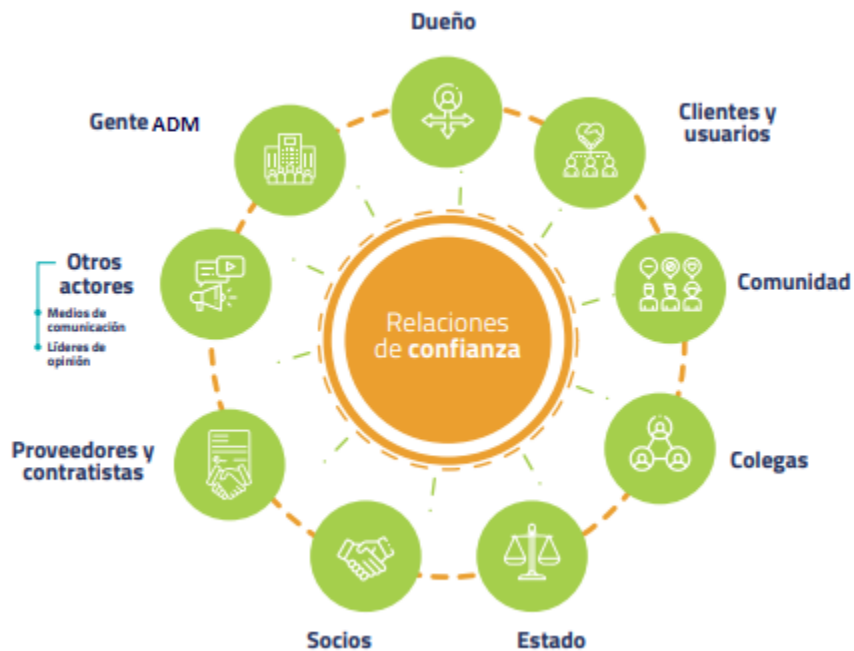 Dueño
Clientes y
usuarios
Comunidad
Colegas
Estado
Socios
Proveedores y
contratistas
Otros
actores
Medios de
comunicación
Líderes de
opinión
Gente ADM
Relaciones
de confianza